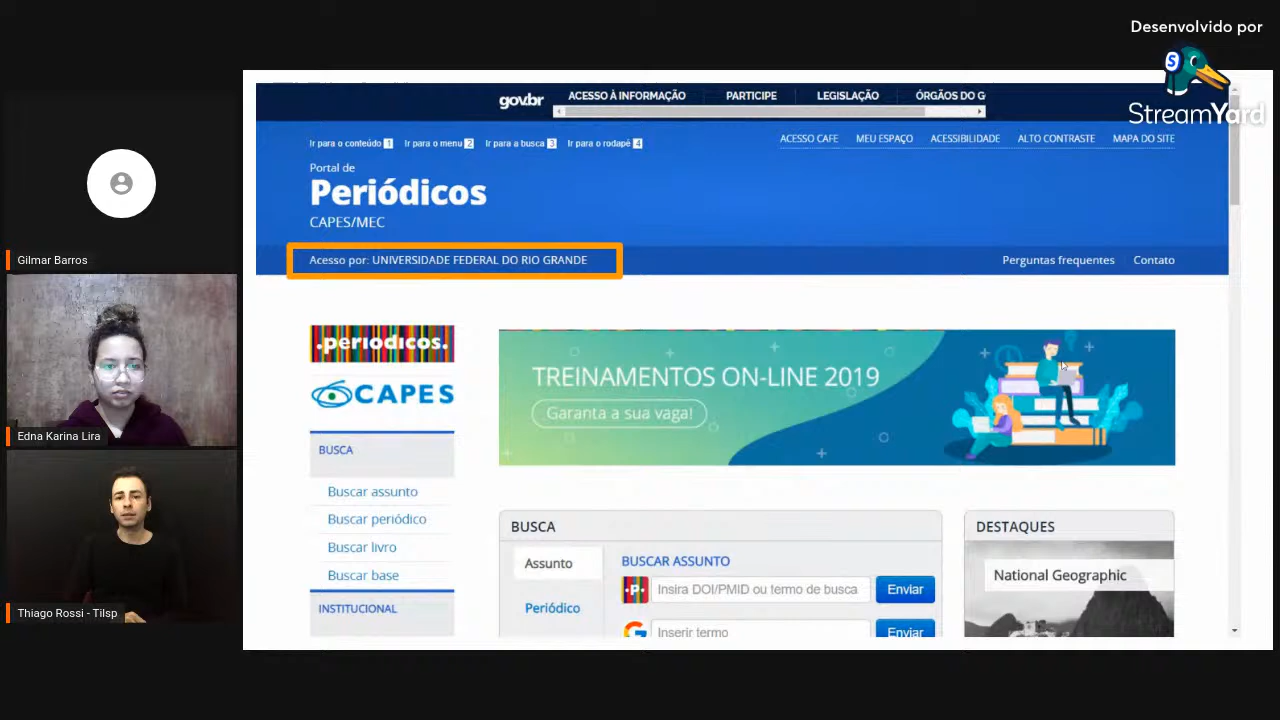 Desenvolvido por
StreamYard
Gilmar Barros
Edna Karina Lira
Thiago Rossi - Tilsp
gov.br
ACESSO À INFORMAÇÃO
PARTICIPE
LEGISLAÇÃO
ÓRGÃOS DO G
Ir para o conteúdo 1
Ir para o menu 2
Ir para a busca 3
Ir para o rodapé 4
ACESSO CAFE
MEU ESPAÇO
ACESSIBILIDADE
ALTO CONTRASTE
MAPA DO SITE
Portal de
Periódicos
CAPES/MEC
Acesso por: UNIVERSIDADE FEDERAL DO RIO GRANDE
Perguntas frequentes
Contato
.periodicos.
CAPES
BUSCA
Buscar assunto
Buscar periódico
Buscar livro
Buscar base
INSTITUCIONAL
TREINAMENTOS ON-LINE 2019
Garanta a sua vaga!
BUSCA
Assunto
Periódico
BUSCAR ASSUNTO
.P.
Insira DOI/PMID ou termo de busca
Enviar
Inserir termo
Enviar
DESTAQUES
National Geographic